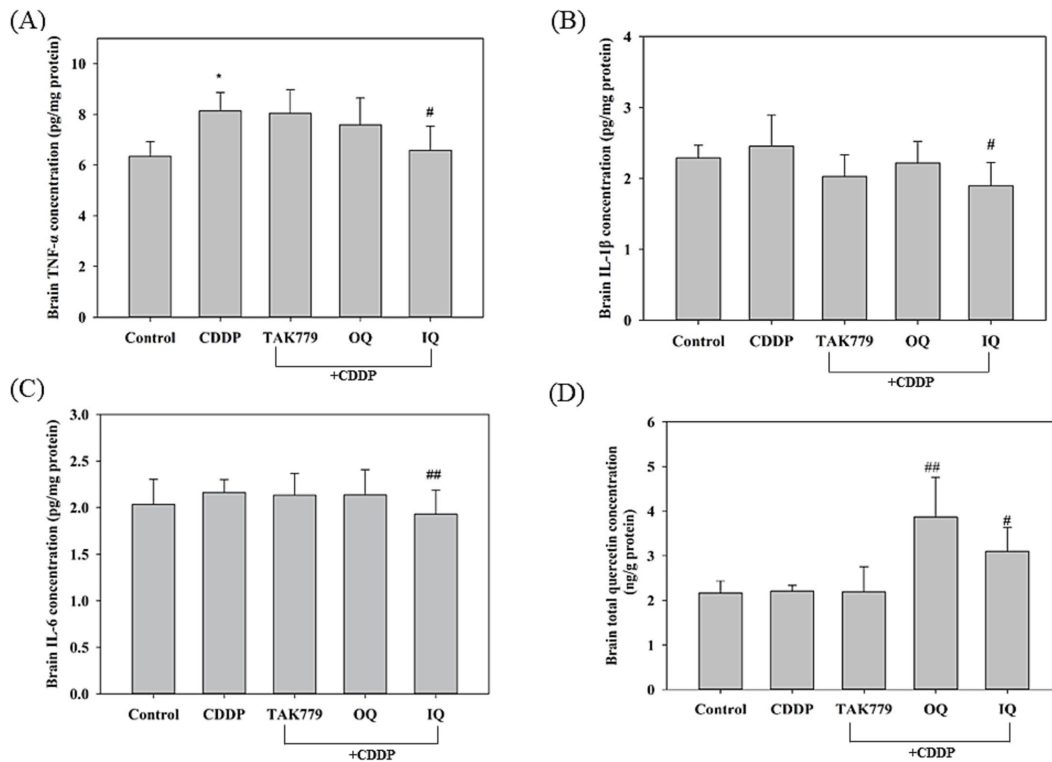 (A)
Brain TNF-α concentration (pg/mg protein)
10
8
6
4
2
0
*
#
Control CDDP TAK779 OQ IQ
+CDDP
(B)
Brain IL-1β concentration (pg/mg protein)
4
3
2
1
0
#
Control CDDP TAK779 OQ IQ
+CDDP
(C)
Brain IL-6 concentration (pg/mg protein)
3.0
2.5
2.0
1.5
1.0
0.5
0.0
##
Control CDDP TAK779 OQ IQ
+CDDP
(D)
Brain total quercetin concentration
(ng/g protein)
6
5
4
3
2
1
0
##
#
Control CDDP TAK779 OQ IQ
+CDDP